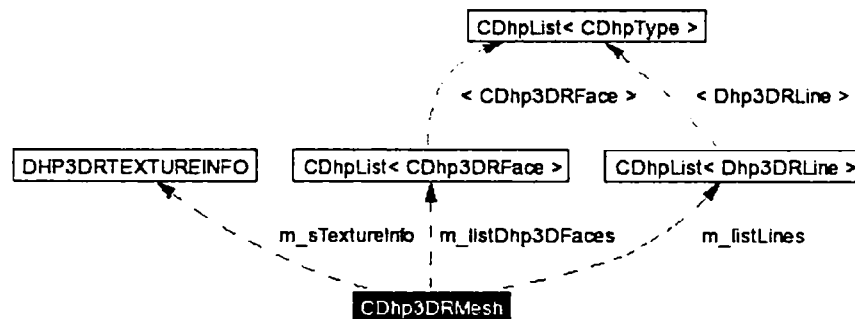 CDhpList< CDhpType >
< CDhp3DRFace > < Dhp3DRLine >
DHP3DRTEXTUREINFO CDhpList< CDhp3DRFace > CDhpList< Dhp3DRLine >
m_sTextureInfo m_listDhp3DFaces m_listLines
CDhp3DRMesh